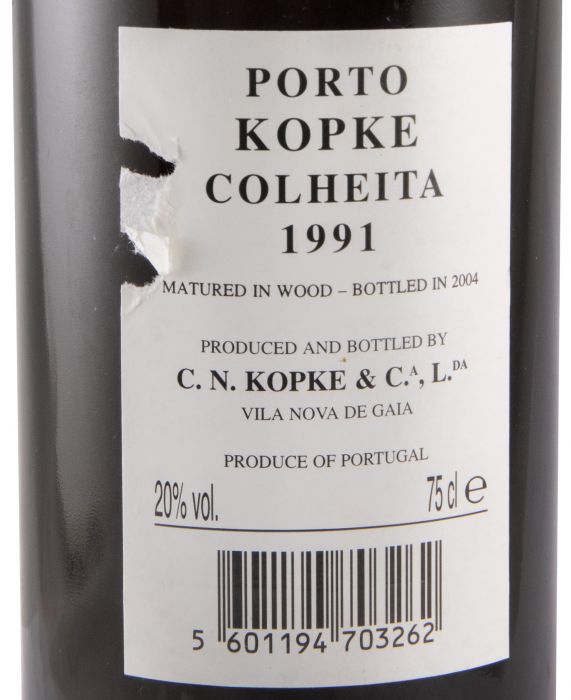 PORTO
KOPKE
COLHEITA
1991
MATURED IN WOOD – BOTTLED IN 2004
PRODUCED AND BOTTLED BY
C. N. KOPKE & C.ᴬ, L.ᴰᴬ
VILA NOVA DE GAIA
PRODUCE OF PORTUGAL
20% vol. 75 cl ℮
5 601194 703262